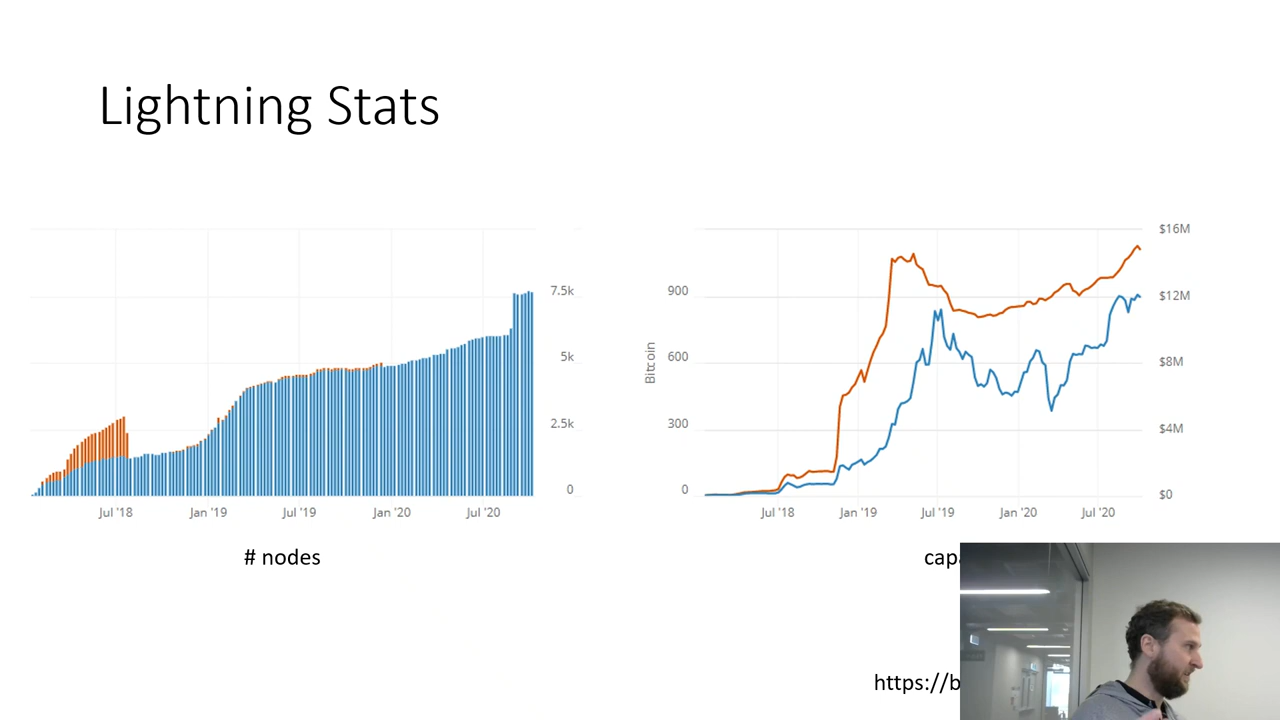 Lightning Stats
7.5k
5k
2.5k
0
Jul '18
Jan '19
Jul '19
Jan '20
Jul '20
# nodes
Bitcoin
900
600
300
0
$16M
$12M
$8M
$4M
$0
Jul '18
Jan '19
Jul '19
Jan '20
Jul '20